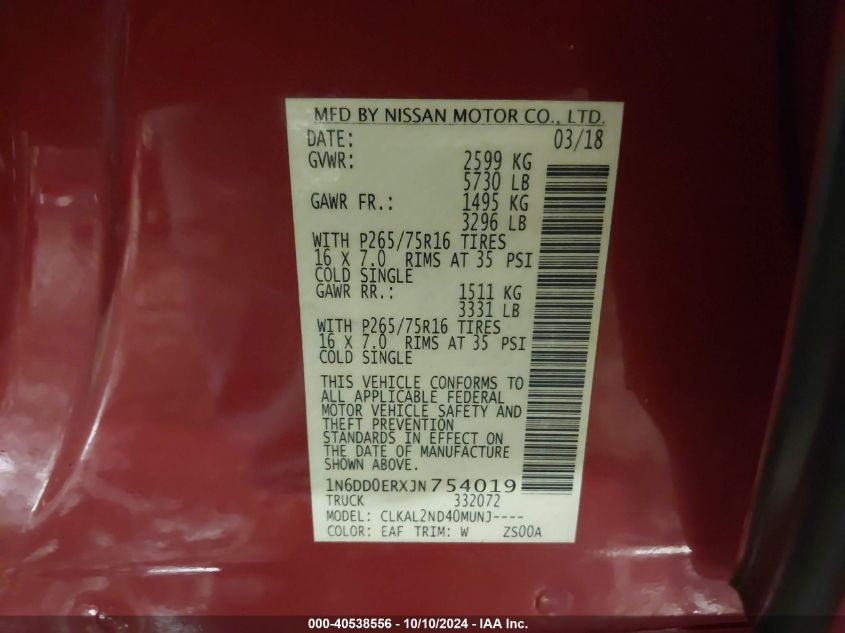 MFD BY NISSAN MOTOR CO., LTD.
DATE: 03/18
GVWR: 2599 KG
5730 LB
GAWR FR.: 1495 KG
3296 LB
WITH P265/75R16 TIRES
16 X 7.0 RIMS AT 35 PSI
COLD SINGLE
GAWR RR.: 1511 KG
3331 LB
WITH P265/75R16 TIRES
16 X 7.0 RIMS AT 35 PSI
COLD SINGLE
THIS VEHICLE CONFORMS TO
ALL APPLICABLE FEDERAL
MOTOR VEHICLE SAFETY AND
THEFT PREVENTION
STANDARDS IN EFFECT ON
THE DATE OF MANUFACTURE
SHOWN ABOVE.
1N6DD0ERXJN754019
TRUCK 332072
MODEL: CLKAL2ND40MUNJ----
COLOR: EAF TRIM: W ZS00A
000-40538556 - 10/10/2024 - IAA Inc.